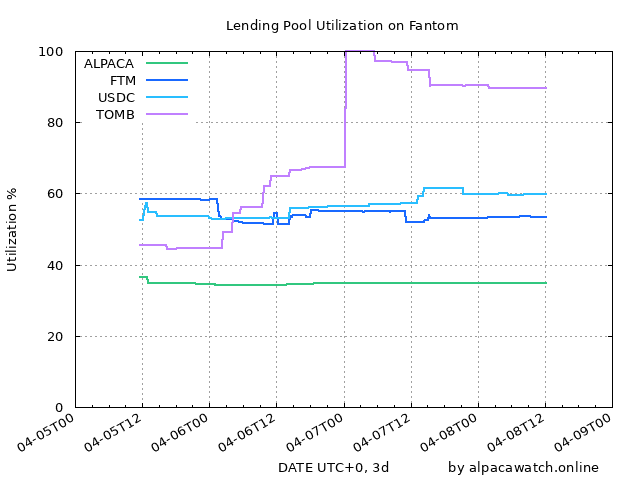 Lending Pool Utilization on Fantom
Utilization %
100
80
60
40
20
0
ALPACA
FTM
USDC
TOMB
04-05T00
04-05T12
04-06T00
04-06T12
04-07T00
04-07T12
04-08T00
04-08T12
04-09T00
DATE UTC+0, 3d
by alpacawatch.online